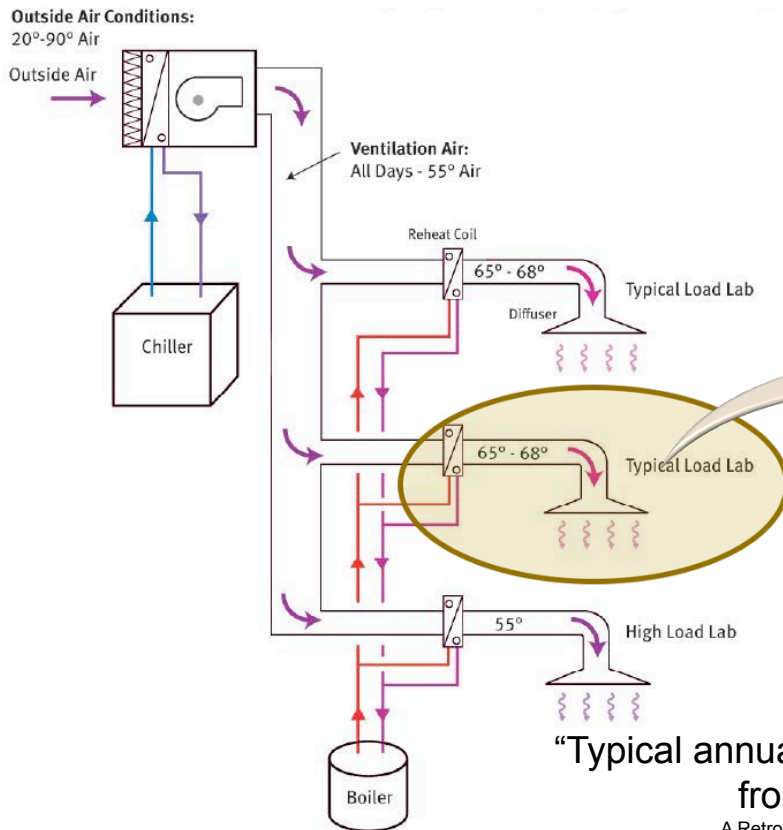 Outside Air Conditions:
20°-90° Air
Outside Air
Ventilation Air:
All Days - 55° Air
Reheat Coil
65° - 68°
Typical Load Lab
Diffuser
Chiller
65° - 68°
Typical Load Lab
55°
High Load Lab
Boiler
“Typical annua
fro
A Retro